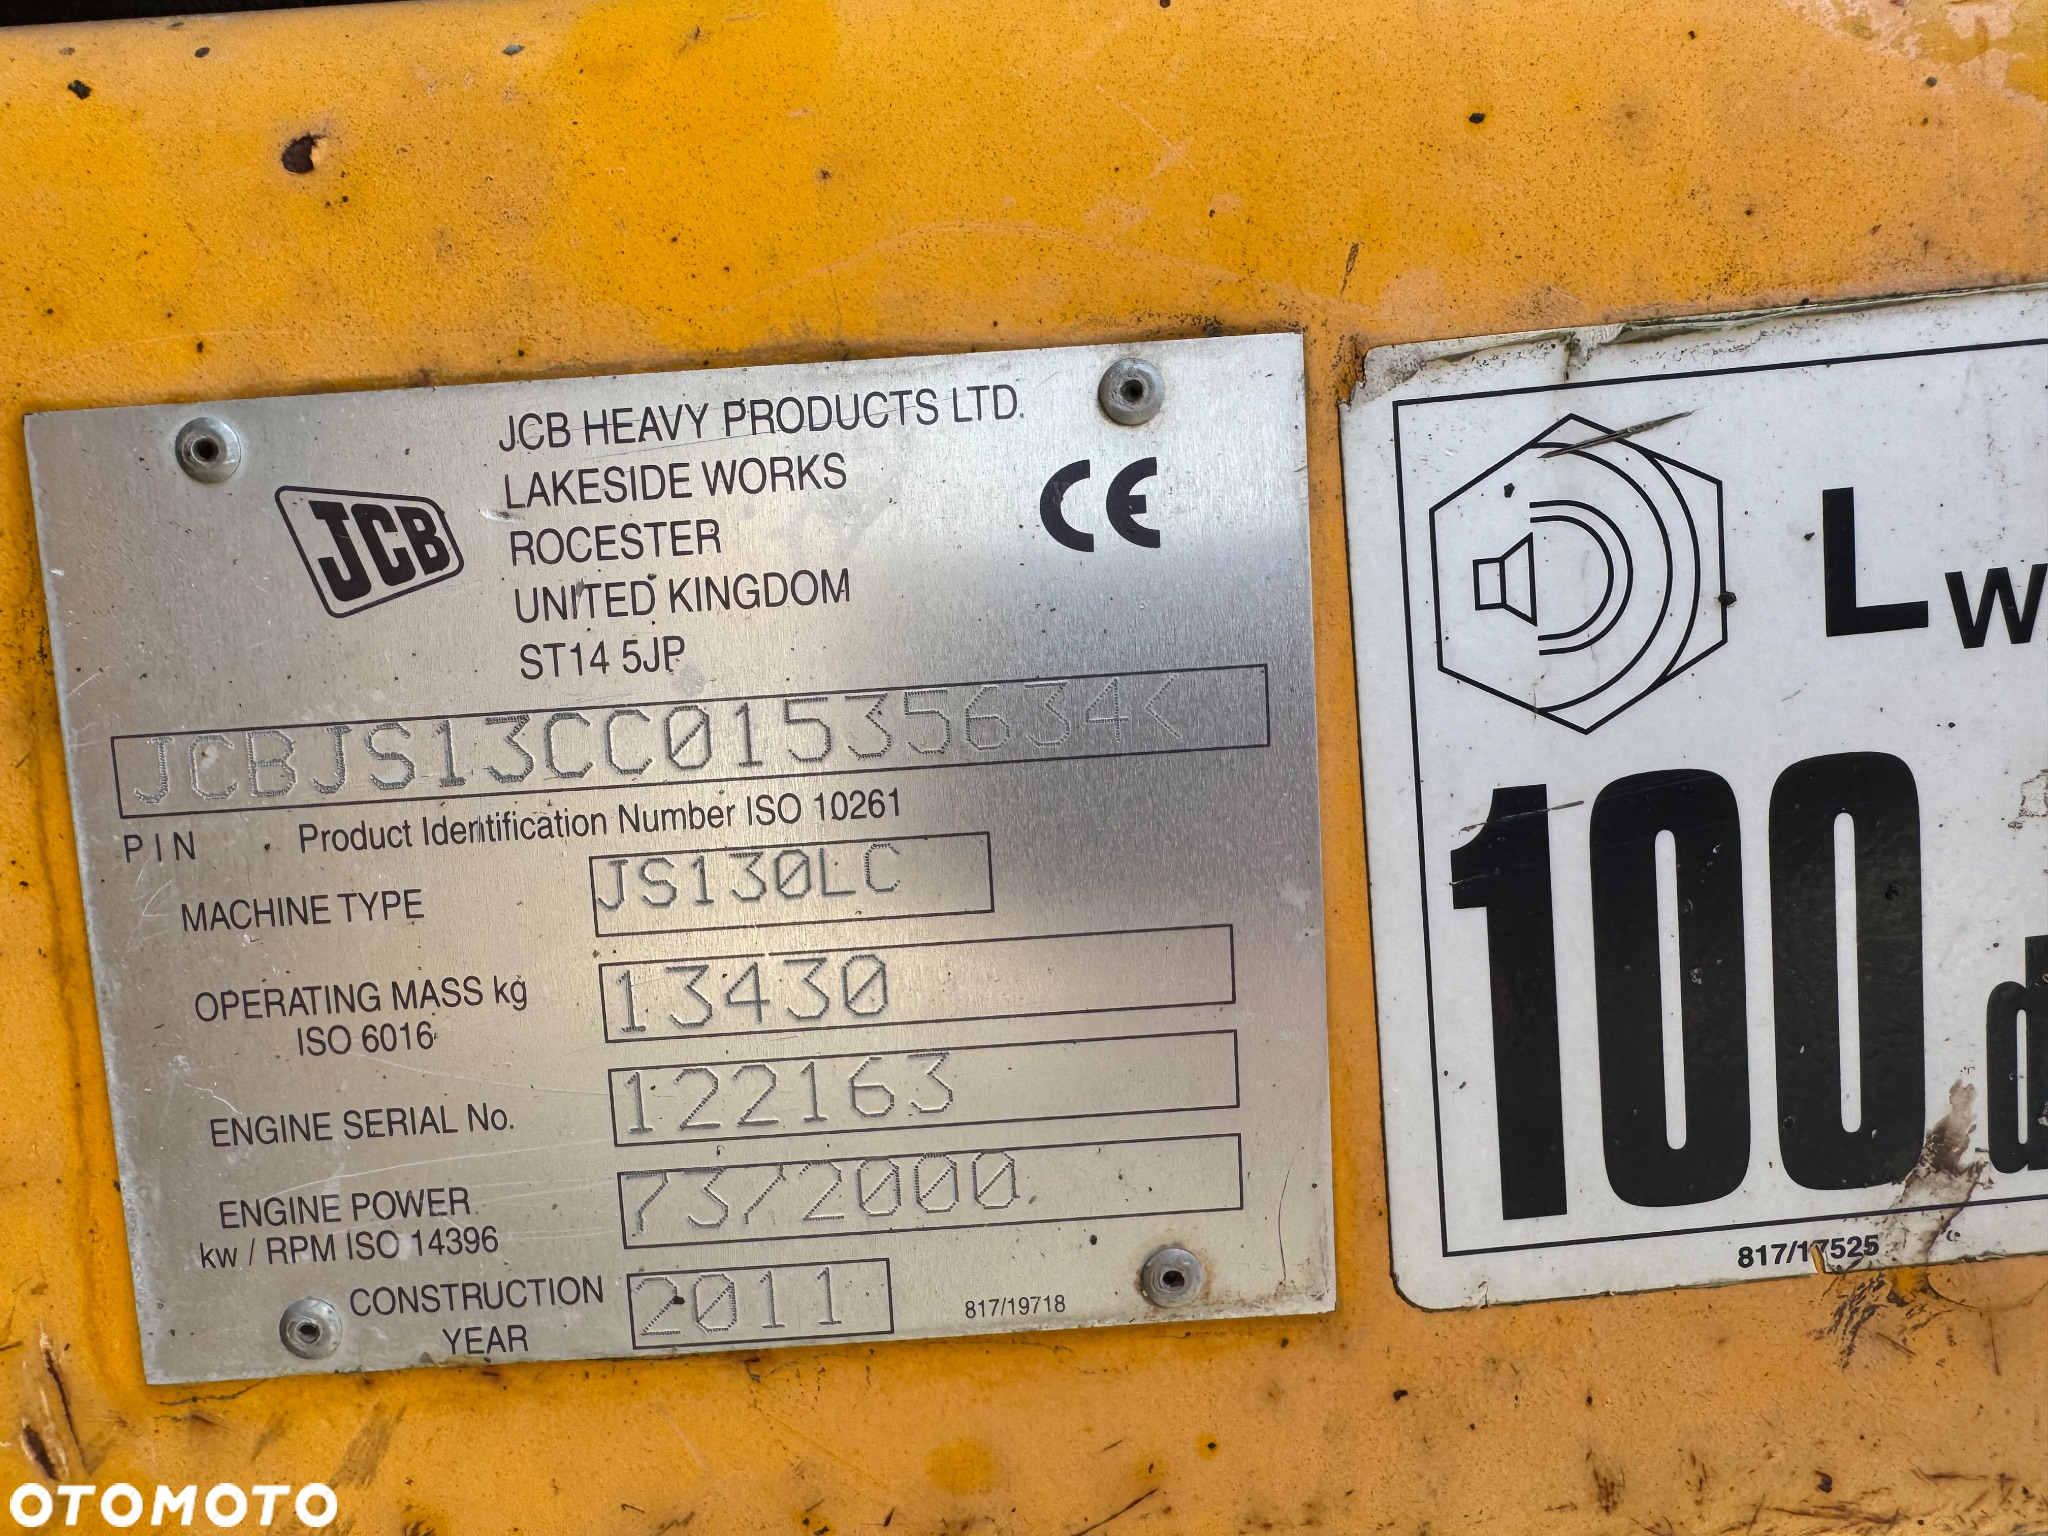 JCB
JCB HEAVY PRODUCTS LTD.
LAKESIDE WORKS
ROCESTER
UNITED KINGDOM
ST14 5JP
CE
JCBJS13CC01535634<
PIN Product Identification Number ISO 10261
MACHINE TYPE JS130LC
OPERATING MASS kg 13430
ISO 6016
ENGINE SERIAL No. 122163
ENGINE POWER 73/2000
kw / RPM ISO 14396
CONSTRUCTION 2011
YEAR
817/19718
LW
100 d
817/17525
OTOMOTO